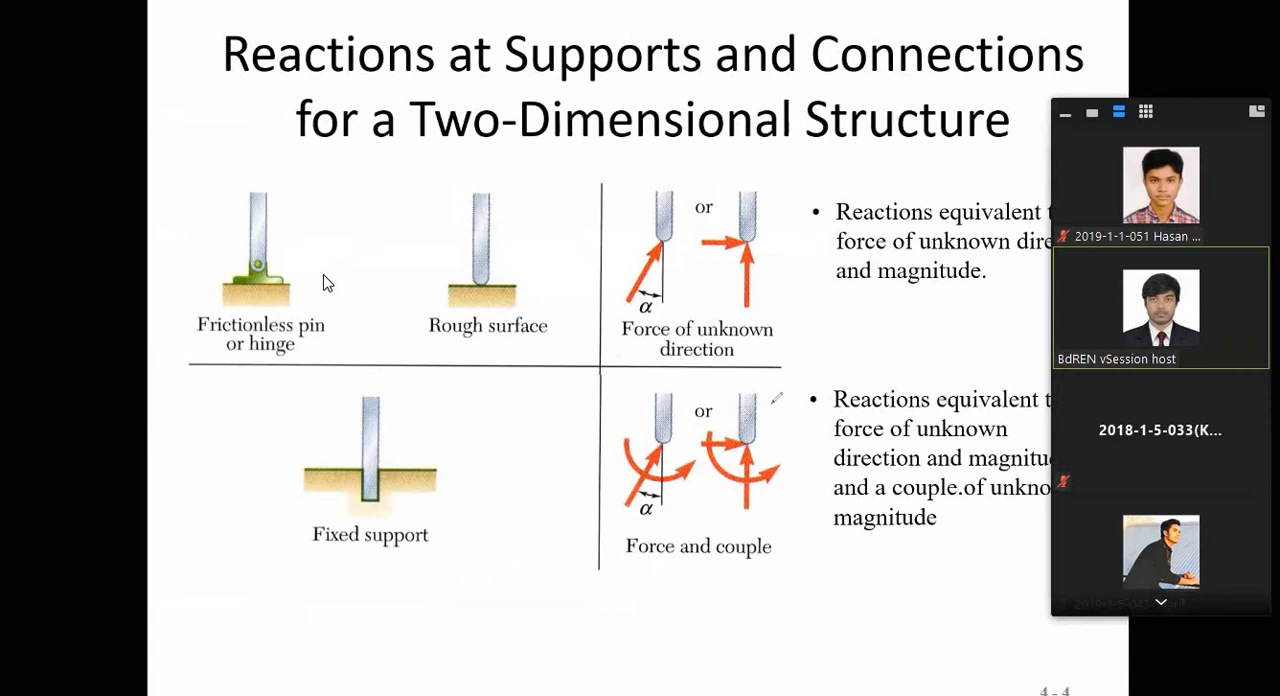 Reactions at Supports and Connections
for a Two-Dimensional Structure
Frictionless pin
or hinge
Rough surface
or
α
Force of unknown
direction
Reactions equivalent
force of unknown
and magnitude.
Fixed support
or
α
Force and couple
Reactions equivalent
force of unknown
direction and
and a couple.of
magnitude
2019-1-1-051 Hasan ...
BdREN vSession host
2018-1-5-033(K...
4 - 4